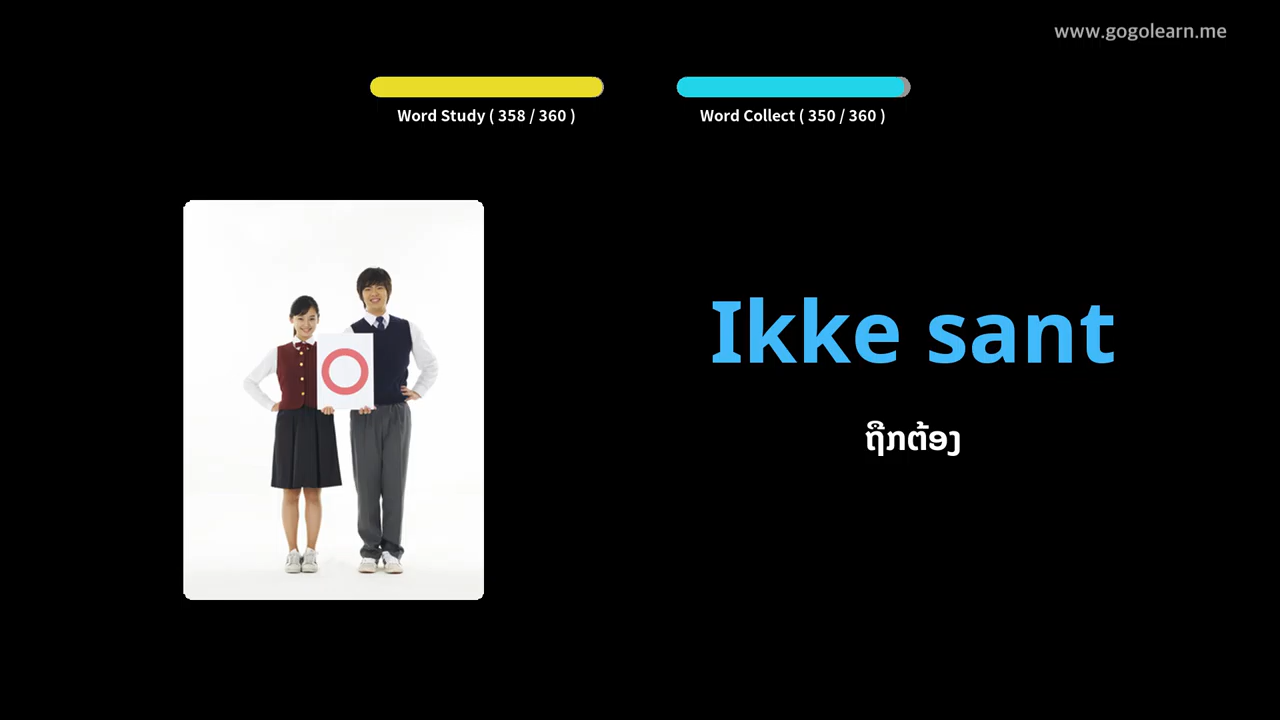 www.gogolearn.me
Word Study ( 358 / 360 )
Word Collect ( 350 / 360 )
Ikke sant
ຖືກຕ້ອງ